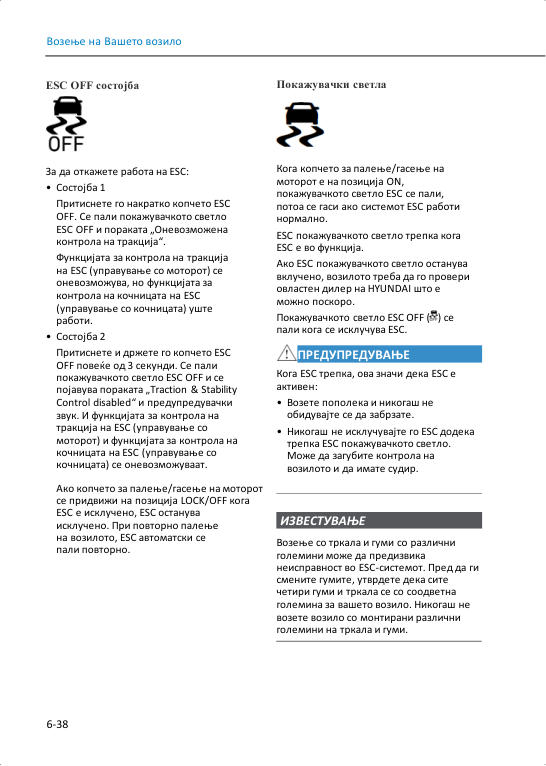 Возење на Вашето возило
ESC OFF состојба
OFF
За да откажете работа на ESC:
• Состојба 1
Притиснете го накратко копчето ESC
OFF. Се пали покажувачкото светло
ESC OFF и пораката „Оневозможена
контрола на тракција“.
Функцијата за контрола на тракција
на ESC (управување со моторот) се
оневозможува, но функцијата за
контрола на кочницата на ESC
(управување со кочницата) уште
работи.
• Состојба 2
Притиснете и држете го копчето ESC
OFF повеќе од 3 секунди. Се пали
покажувачкото светло ESC OFF и се
појавува пораката „Traction & Stability
Control disabled“ и предупредувачки
звук. И функцијата за контрола на
тракција на ESC (управување со
моторот) и функцијата за контрола на
кочницата на ESC (управување со
кочницата) се оневозможуваат.
Ако копчето за палење/гасење на моторот
се придвижи на позиција LOCK/OFF кога
ESC е исклучено, ESC останува
исклучено. При повторно палење
на возилото, ESC автоматски се
пали повторно.
Покажувачки светла
Кога копчето за палење/гасење на
моторот е на позиција ON,
покажувачкото светло ESC се пали,
потоа се гаси ако системот ESC работи
нормално.
ESC покажувачкото светло трепка кога
ESC е во функција.
Ако ESC покажувачкото светло останува
вклучено, возилото треба да го провери
овластен дилер на HYUNDAI што е
можно поскоро.
Покажувачкото светло ESC OFF ( ) се
пали кога се исклучува ESC.
ПРЕДУПРЕДУВАЊЕ
Кога ESC трепка, ова значи дека ESC е
активен:
• Возете пополека и никогаш не
обидувајте се да забрзате.
• Никогаш не исклучувајте го ESC додека
трепка ESC покажувачкото светло.
Може да загубите контрола на
возилото и да имате судир.
ИЗВЕСТУВАЊЕ
Возење со тркала и гуми со различни
големини може да предизвика
неисправност во ESC-системот. Пред да ги
смените гумите, утврдете дека сите
четири гуми и тркала се со соодветна
големина за вашето возило. Никогаш не
возете возило со монтирани различни
големини на тркала и гуми.
6-38